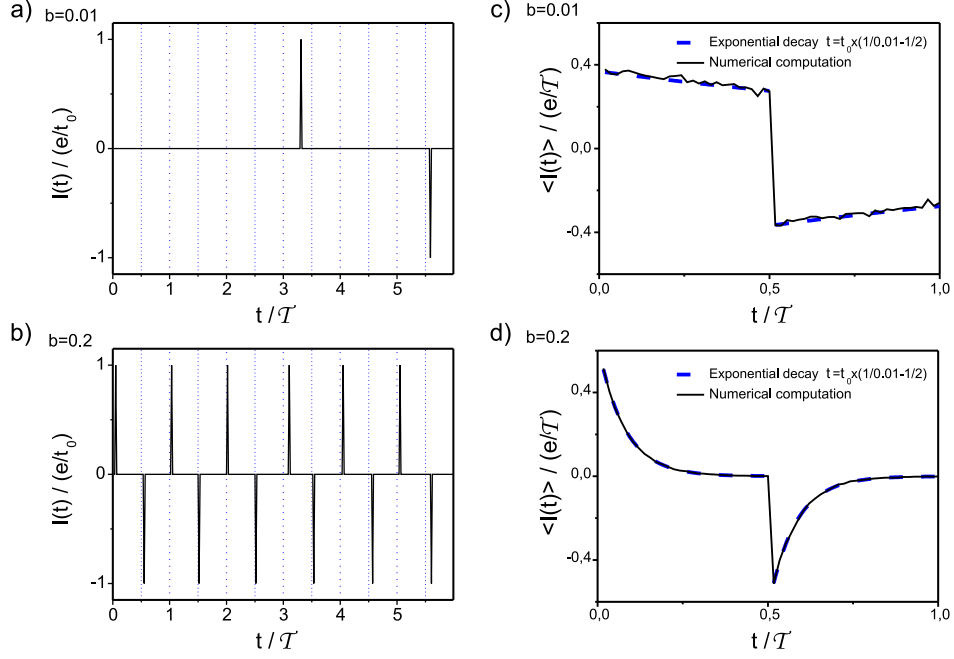 a) b=0.01
I(t) / (e/t₀)
1
0
-1
0 1 2 3 4 5
t / 𝒯
b) b=0.2
I(t) / (e/t₀)
1
0
-1
0 1 2 3 4 5
t / 𝒯
c) b=0.01
<I(t)> / (e/𝒯)
Exponential decay t=t₀x(1/0.01-1/2)
Numerical computation
0,4
0,0
-0,4
0,0 0,5 1,0
t / 𝒯
d) b=0.2
<I(t)> / (e/𝒯)
Exponential decay t=t₀x(1/0.01-1/2)
Numerical computation
0,4
0,0
-0,4
0,0 0,5 1,0
t / 𝒯